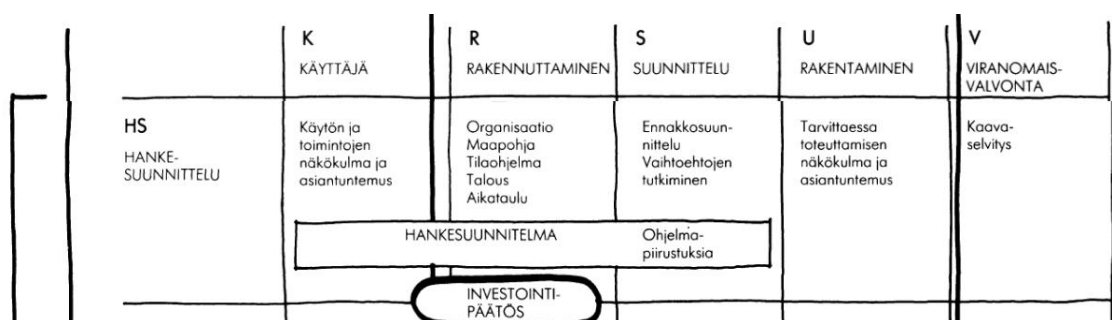 K
KÄYTTÄJÄ
R
RAKENNUTTAMINEN
S
SUUNNITTELU
U
RAKENTAMINEN
V
VIRANOMAIS-
VALVONTA
HS
HANKE-
SUUNNITTELU
Käytön ja
toimintojen
näkökulma ja
asiantuntemus
Organisaatio
Maapohja
Tilaohjelma
Talous
Aikataulu
Ennakkosuun-
nittelu
Vaihtoehtojen
tutkiminen
Tarvittaessa
toteuttamisen
näkökulma ja
asiantuntemus
Kaava-
selvitys
HANKESUUNNITELMA
Ohjelma-
piirustuksia
INVESTOINTI-
PÄÄTÖS